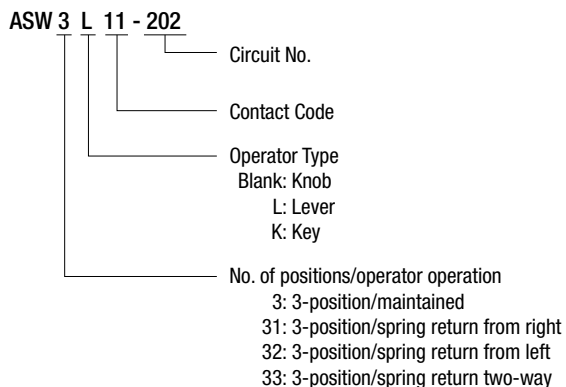 ASW 3 L 11 - 202
Circuit No.
Contact Code
Operator Type
Blank: Knob
L: Lever
K: Key
No. of positions/operator operation
3: 3-position/maintained
31: 3-position/spring return from right
32: 3-position/spring return from left
33: 3-position/spring return two-way